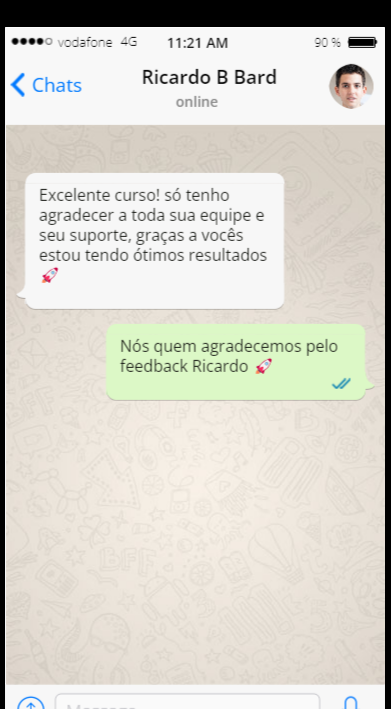 vodafone 4G 11:21 AM 90 %
Chats Ricardo B Bard
online
Excelente curso! só tenho
agradecer a toda sua equipe e
seu suporte, graças a vocês
estou tendo ótimos resultados
🚀
Nós quem agradecemos pelo
feedback Ricardo 🚀
Message